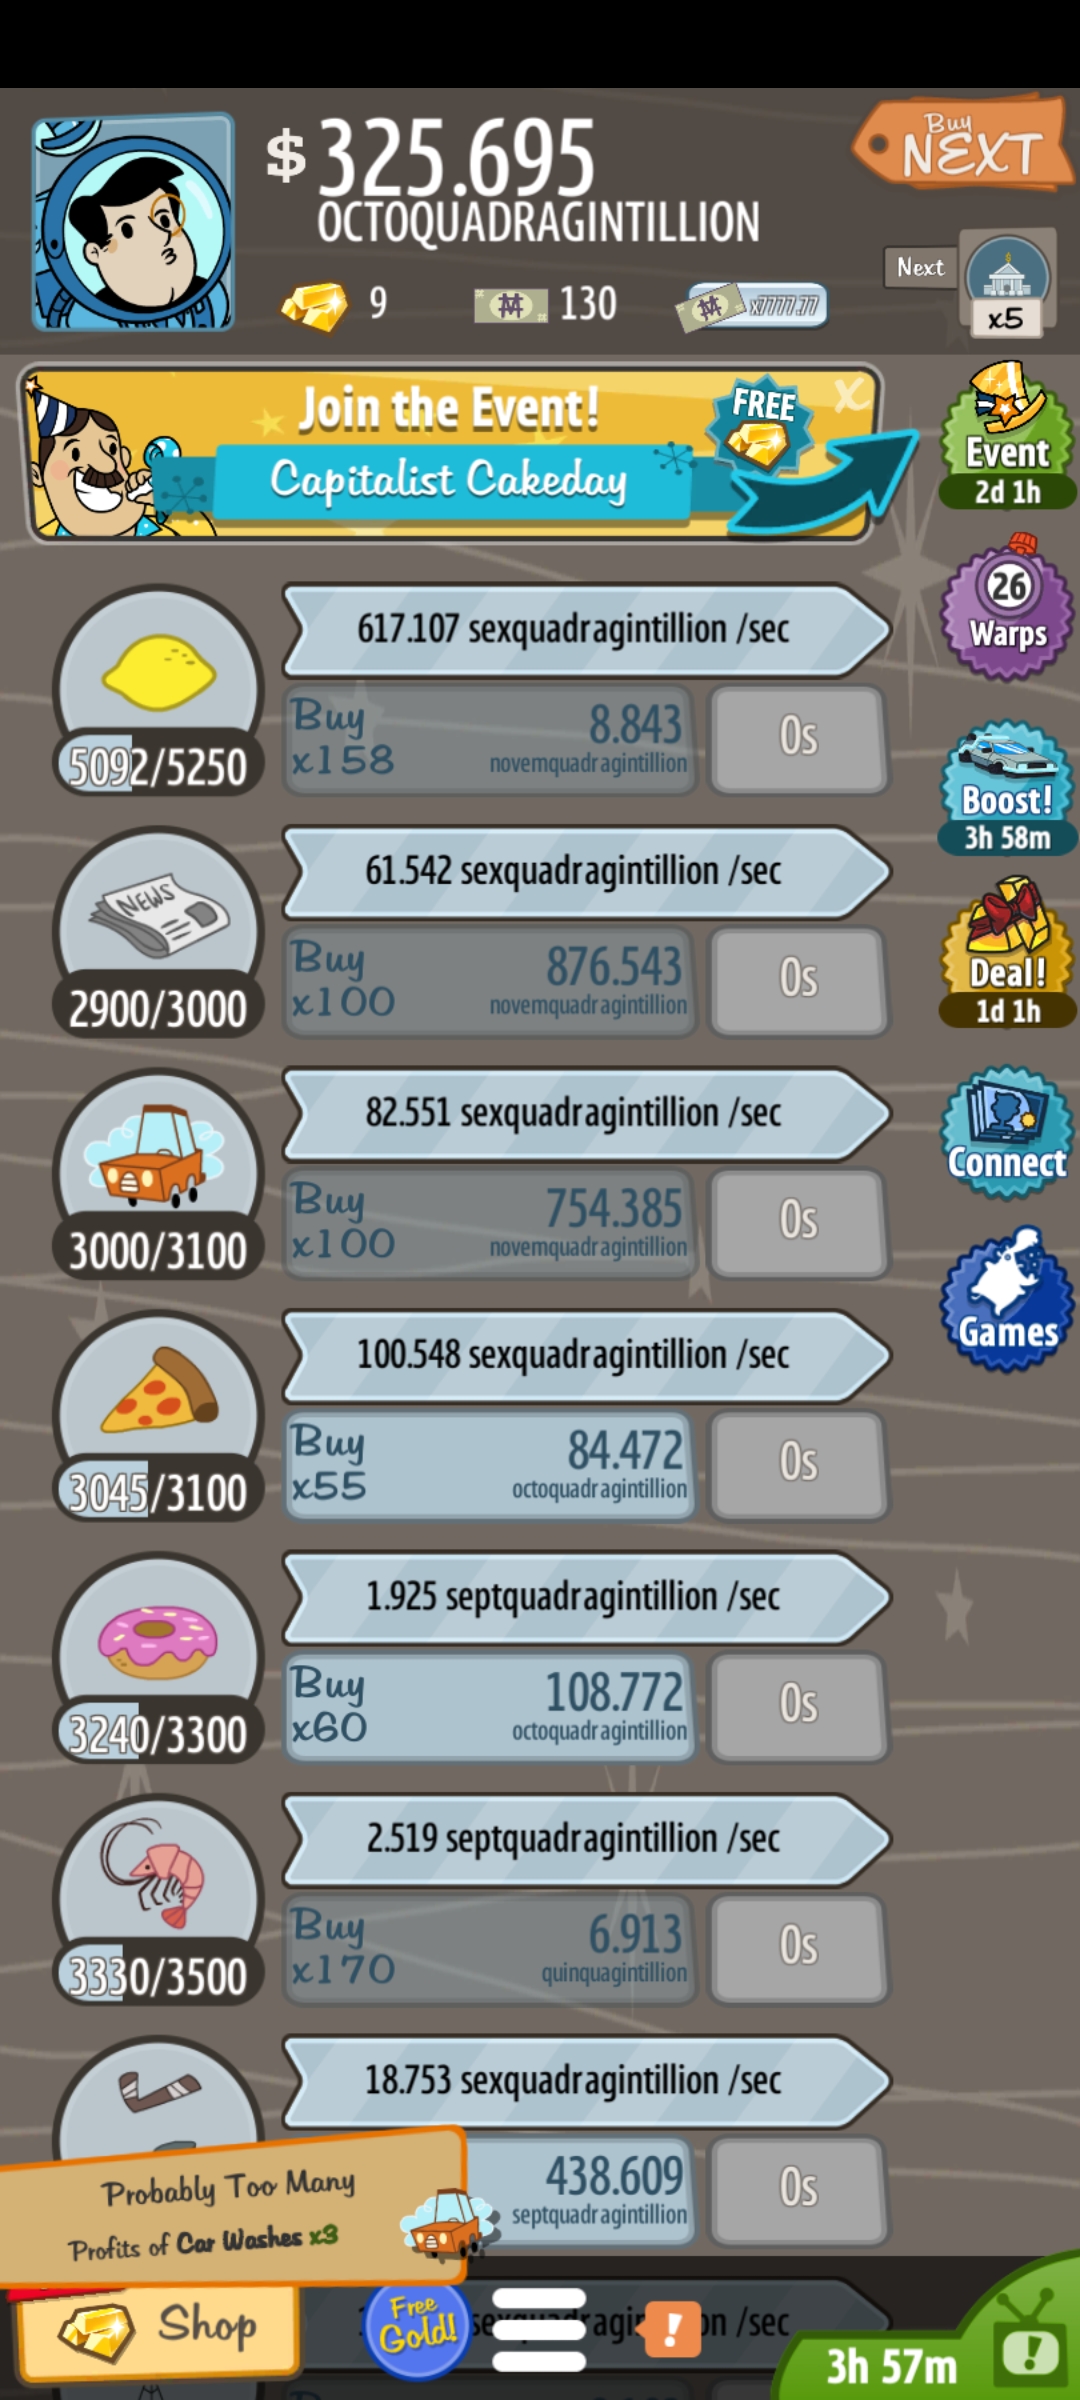 $ 325.695
OCTOQUADRAGINTILLION
Buy
NEXT
9
130
x7777.77
Next
x5
Join the Event!
Capitalist Cakeday
FREE
X
Event
2d 1h
26
Warps
617.107 sexquadragintillion /sec
5092/5250
Buy
x158
8.843
novemquadragintillion
0s
Boost!
3h 58m
61.542 sexquadragintillion /sec
NEWS
2900/3000
Buy
x100
876.543
novemquadragintillion
0s
Deal!
1d 1h
82.551 sexquadragintillion /sec
3000/3100
Buy
x100
754.385
novemquadragintillion
0s
Connect
Games
100.548 sexquadragintillion /sec
3045/3100
Buy
x55
84.472
octoquadragintillion
0s
1.925 septquadragintillion /sec
3240/3300
Buy
x60
108.772
octoquadragintillion
0s
2.519 septquadragintillion /sec
3330/3500
Buy
x170
6.913
quinquagintillion
0s
18.753 sexquadragintillion /sec
438.609
septquadragintillion
0s
Probably Too Many
Profits of Car Washes x3
Shop
Free
Gold!
/sec
!
3h 57m
!